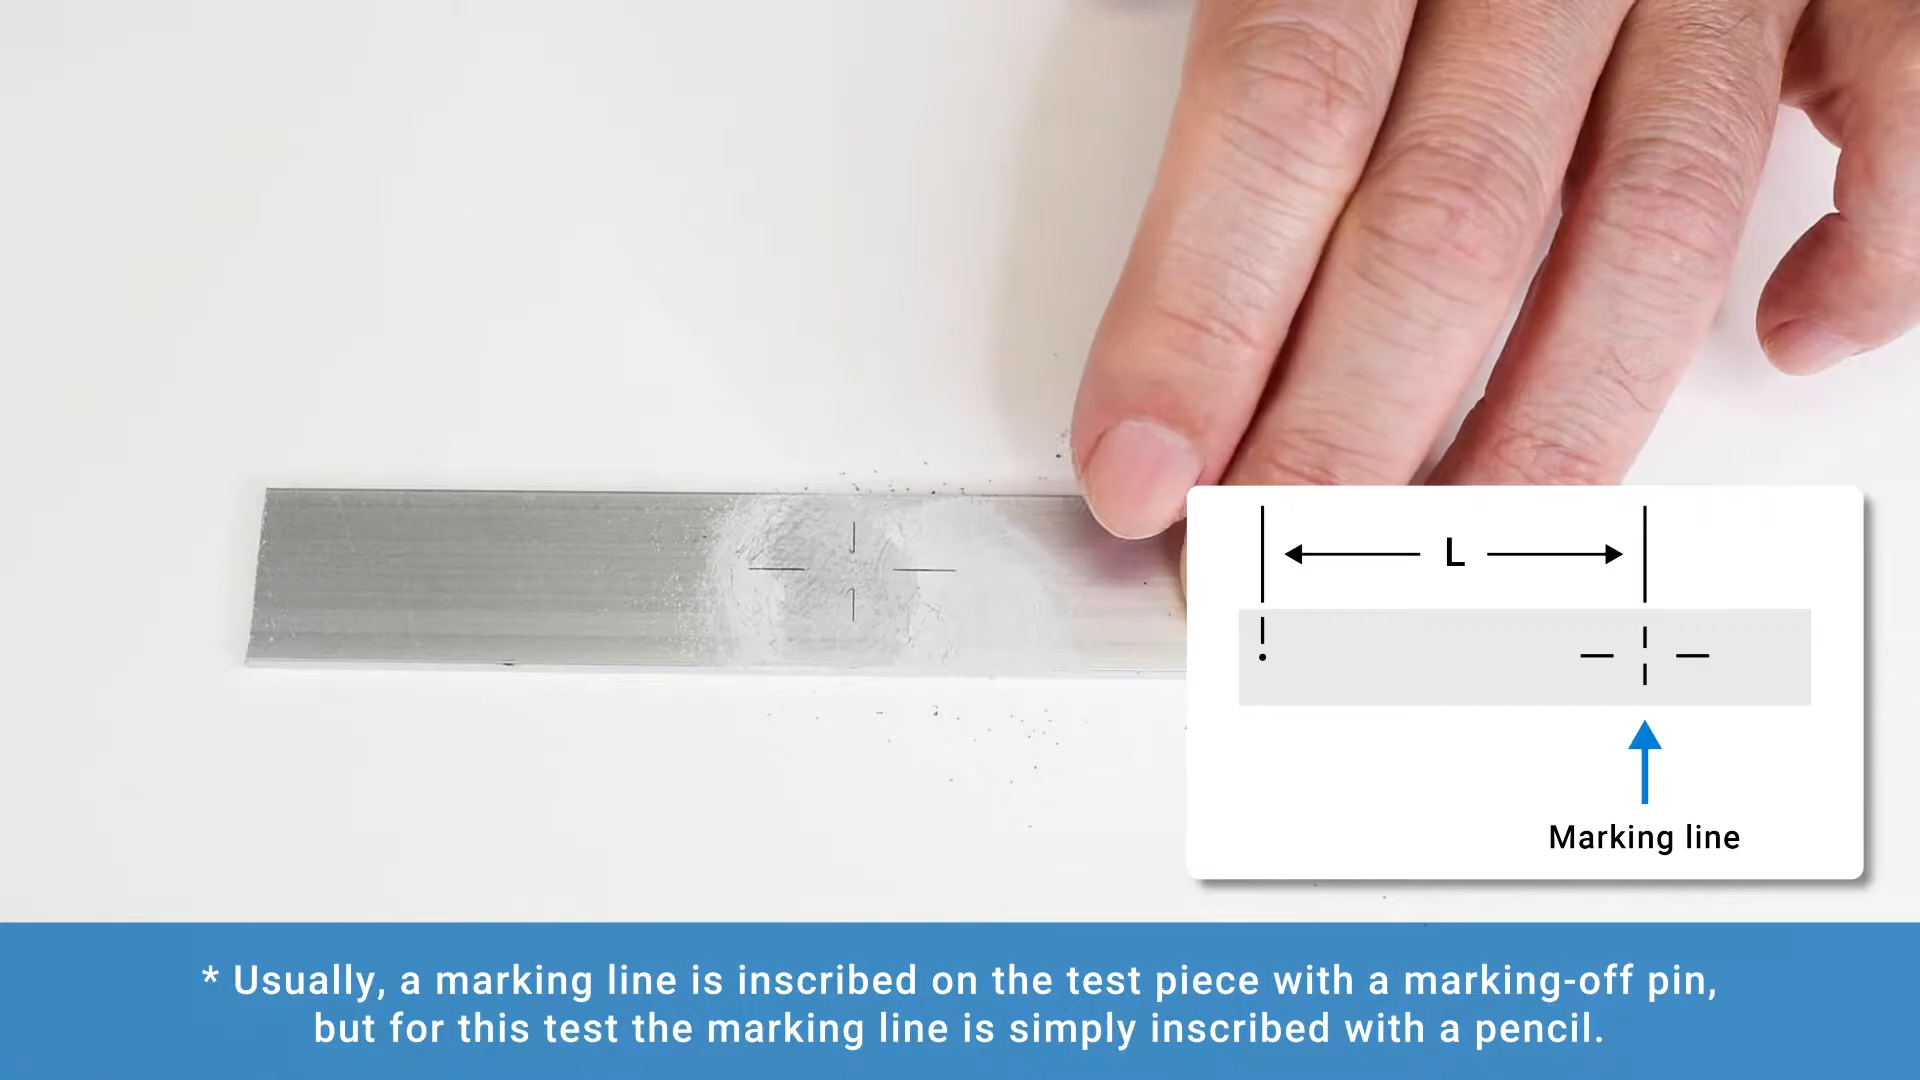 L
Marking line
* Usually, a marking line is inscribed on the test piece with a marking-off pin,
but for this test the marking line is simply inscribed with a pencil.